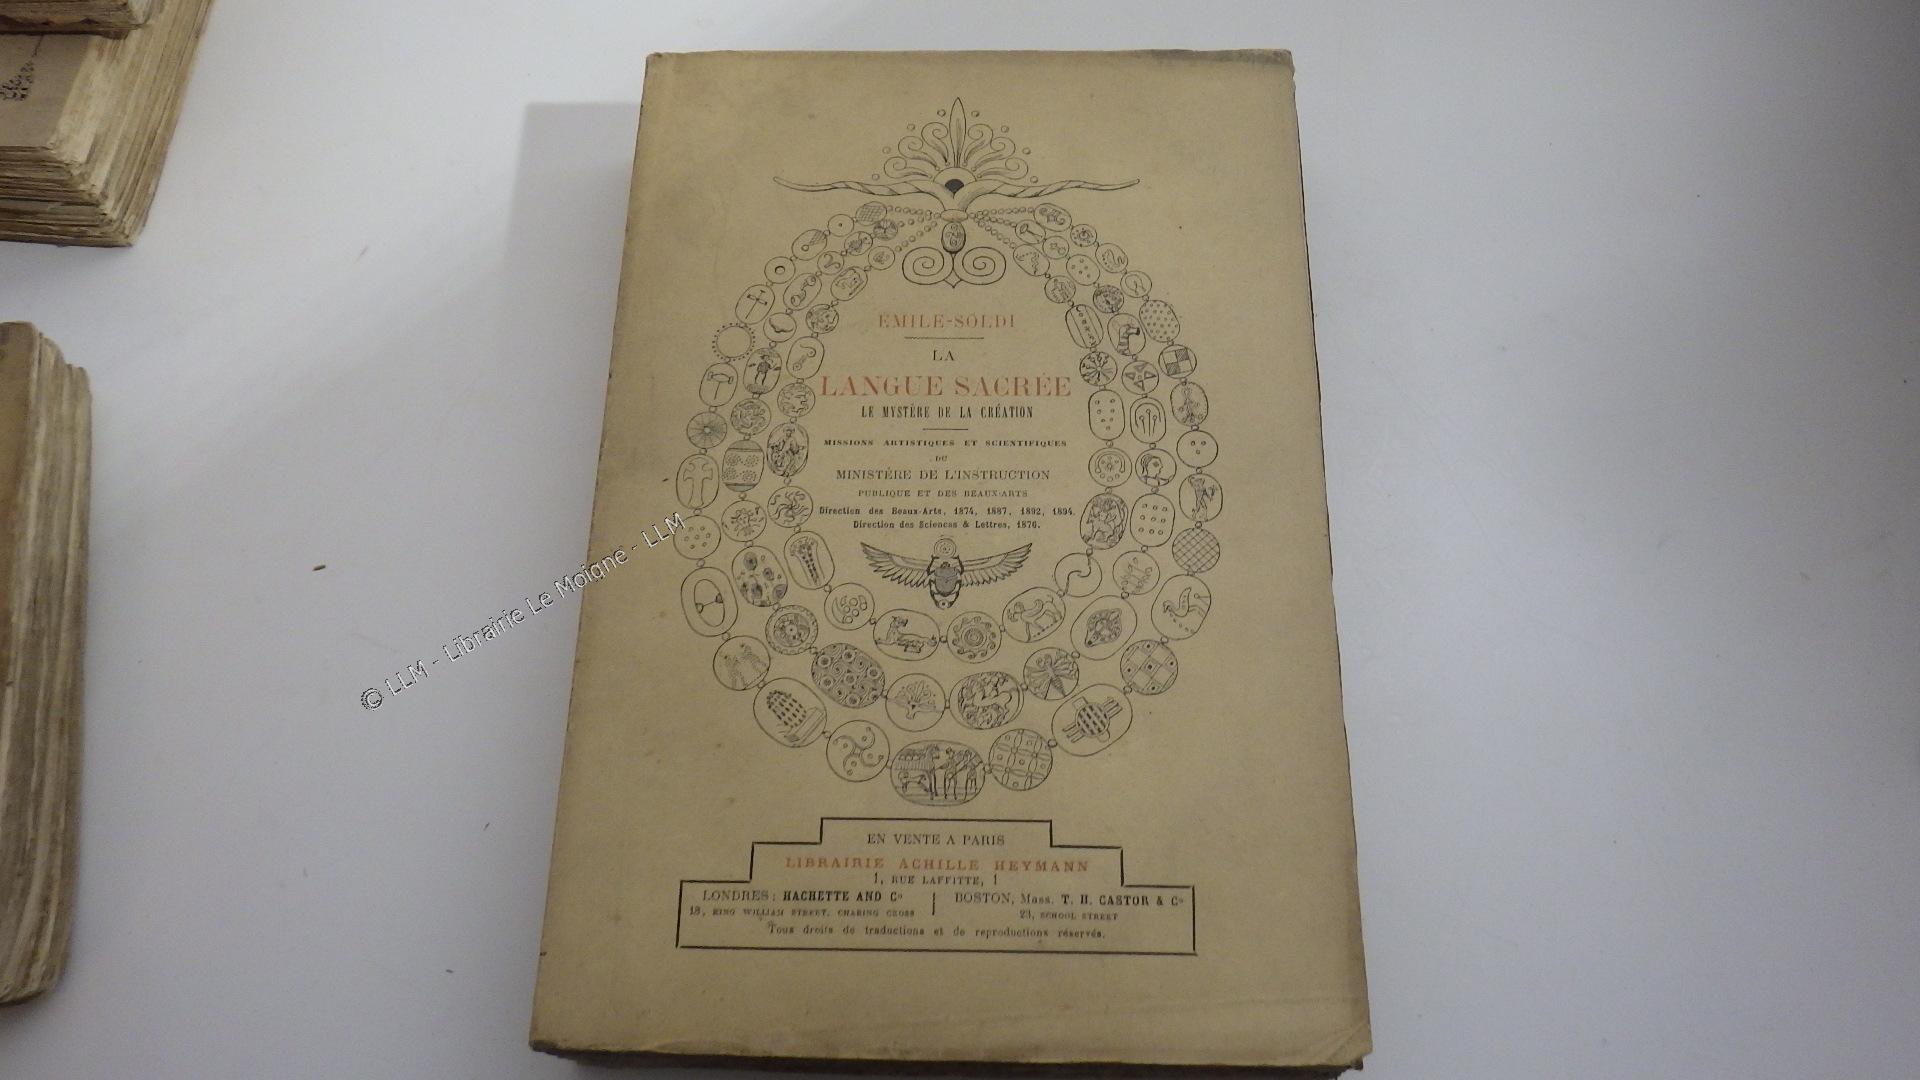 ÉMILE-SOLDI
LA
LANGUE SACRÉE
LE MYSTÈRE DE LA CRÉATION
MISSIONS ARTISTIQUES ET SCIENTIFIQUES
DU
MINISTÈRE DE L'INSTRUCTION
PUBLIQUE ET DES BEAUX-ARTS
Direction des Beaux-Arts, 1874, 1887, 1892, 1894.
Direction des Sciences & Lettres, 1876.
EN VENTE A PARIS
LIBRAIRIE ACHILLE HEYMANN
1, RUE LAFFITTE, 1
LONDRES : HACHETTE AND Co
18, KING WILLIAM STREET, CHARING CROSS
BOSTON, Mass. T. H. CASTOR & Co
23, SCHOOL STREET
Tous droits de traductions et de reproductions réservés.
© LLM - Librairie Le Moigne - LLM